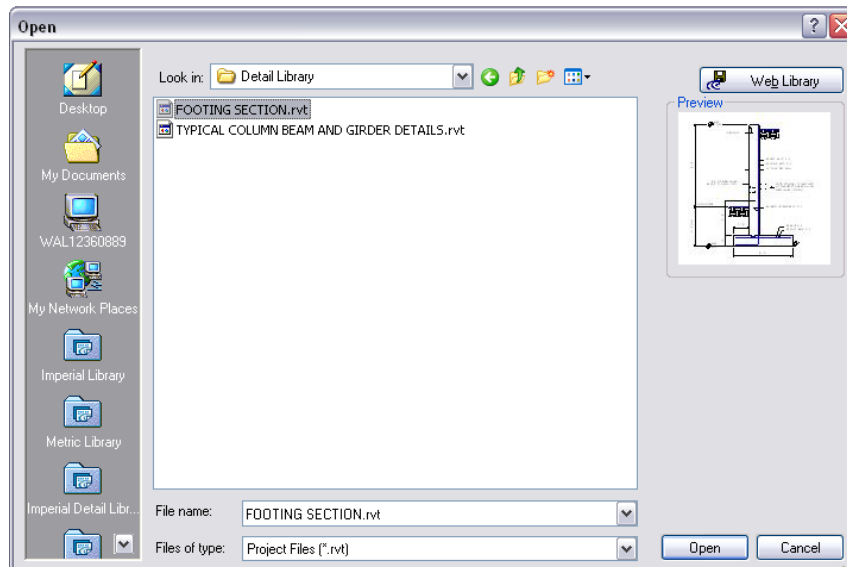 Open
Look in: Detail Library
Web Library
Desktop
My Documents
WAL12360889
My Network Places
Imperial Library
Metric Library
Imperial Detail Libr...
FOOTING SECTION.rvt
TYPICAL COLUMN BEAM AND GIRDER DETAILS.rvt
Preview
File name: FOOTING SECTION.rvt
Files of type: Project Files (*.rvt)
Open Cancel